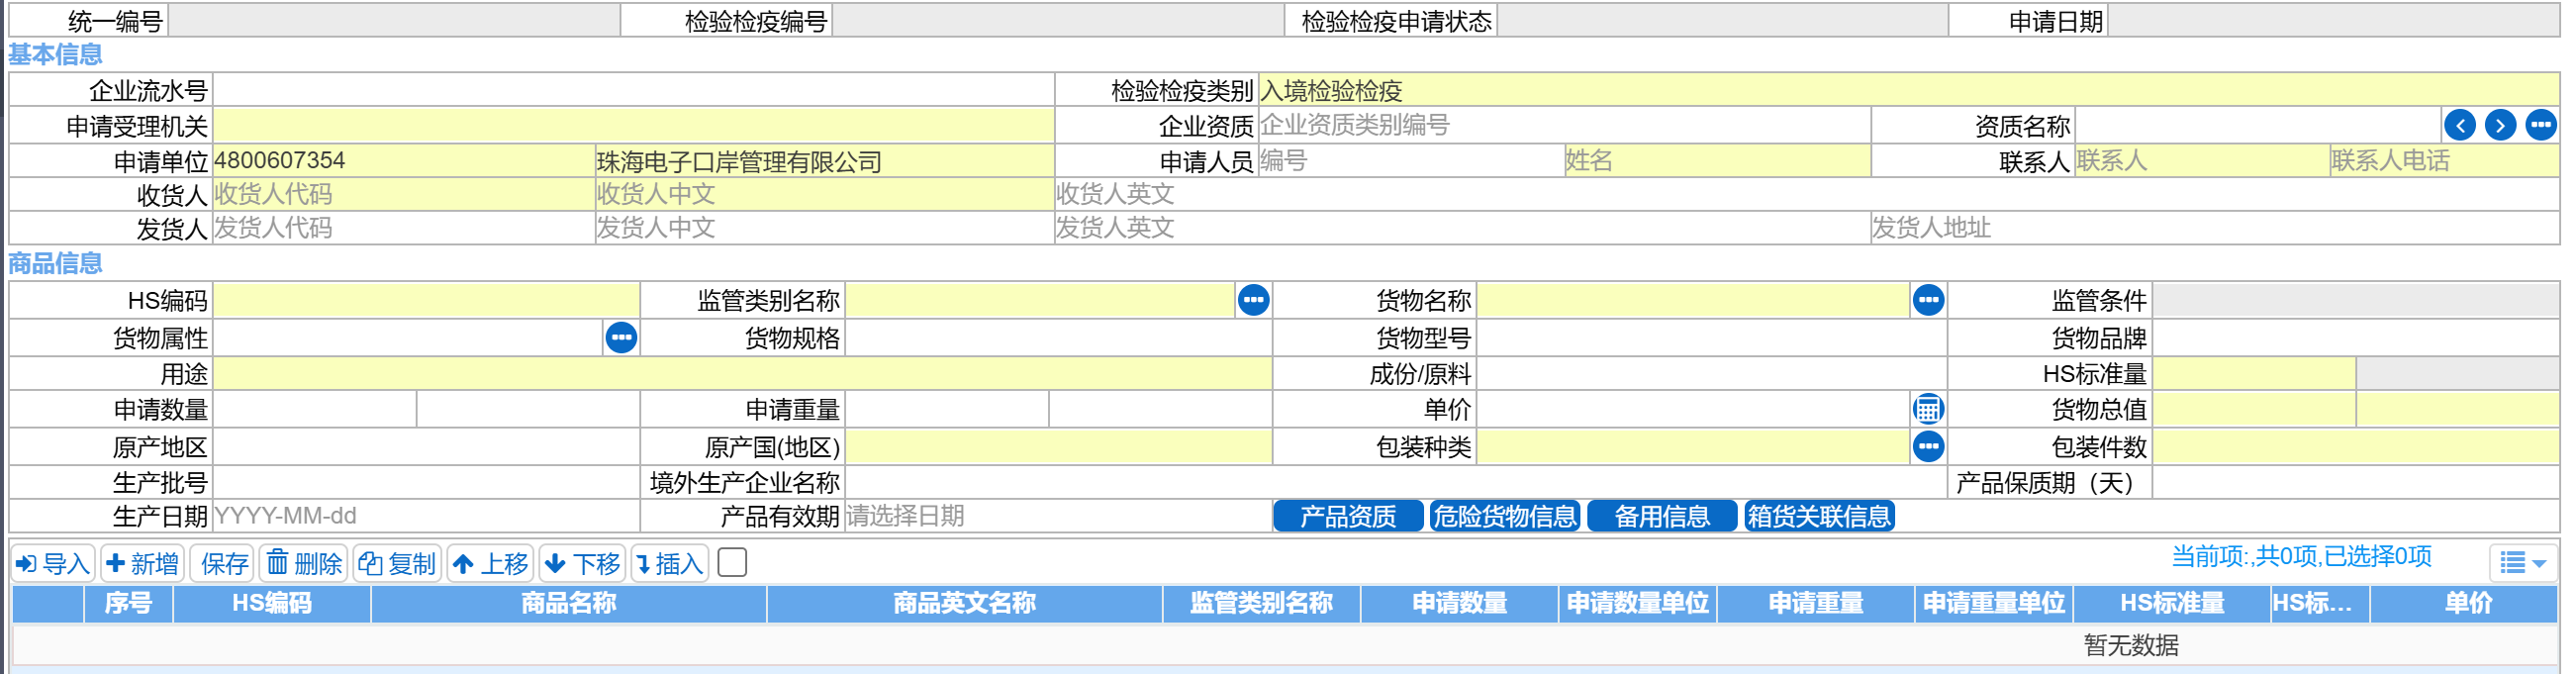 统一编号 检验检疫编号 检验检疫申请状态 申请日期
基本信息
企业流水号 检验检疫类别 入境检验检疫
申请受理机关 企业资质 企业资质类别编号 资质名称
申请单位 4800607354 珠海电子口岸管理有限公司 申请人员 编号 姓名 联系人 联系人 联系人电话
收货人 收货人代码 收货人中文 收货人英文
发货人 发货人代码 发货人中文 发货人英文 发货人地址
商品信息
HS编码 监管类别名称 货物名称 监管条件
货物属性 货物规格 货物型号 货物品牌
用途 成份/原料 HS标准量
申请数量 申请重量 单价 货物总值
原产地区 原产国(地区) 包装种类 包装件数
生产批号 境外生产企业名称 产品保质期（天）
生产日期 YYYY-MM-dd 产品有效期 请选择日期 产品资质 危险货物信息 备用信息 箱货关联信息
导入 新增 保存 删除 复制 上移 下移 插入 当前项:,共0项,已选择0项
序号 HS编码 商品名称 商品英文名称 监管类别名称 申请数量 申请数量单位 申请重量 申请重量单位 HS标准量 HS标... 单价
暂无数据